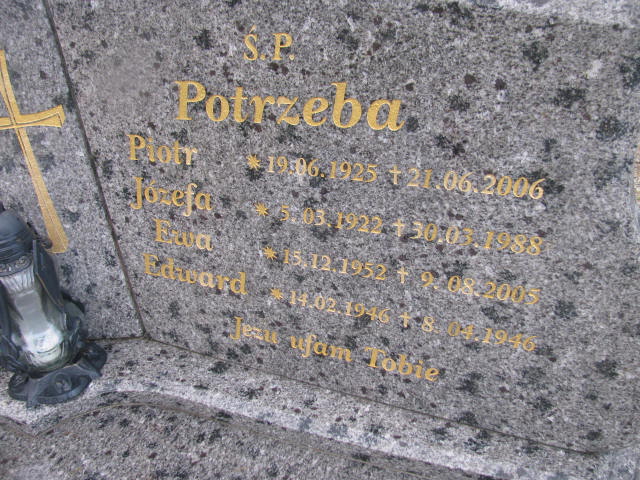 Ś.P.
Potrzeba
Piotr * 19.06.1925 † 21.06.2006
Józefa * 5.03.1922 † 30.03.1988
Ewa * 15.12.1952 † 9.08.2005
Edward * 14.02.1946 † 8.04.1946
Jezu ufam Tobie